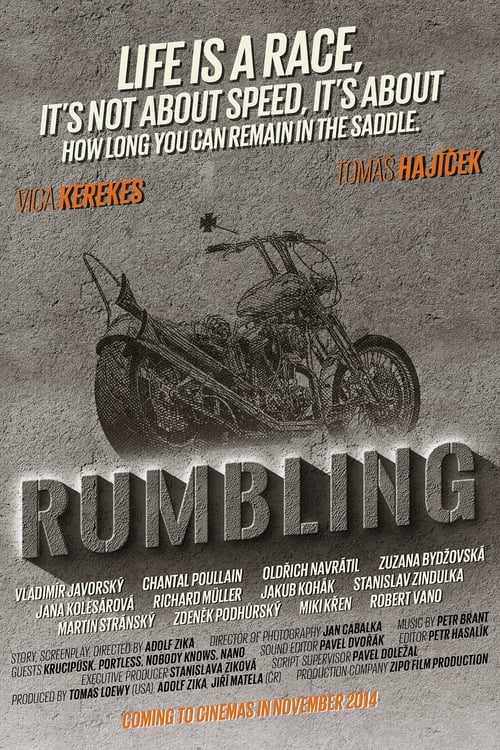 LIFE IS A RACE,
IT'S NOT ABOUT SPEED, IT'S ABOUT
HOW LONG YOU CAN REMAIN IN THE SADDLE.
VICA KEREKES
TOMÁŠ HAJÍČEK
RUMBLING
VLADIMÍR JAVORSKÝ CHANTAL POULLAIN OLDŘICH NAVRÁTIL ZUZANA BYDŽOVSKÁ
JANA KOLESÁROVÁ RICHARD MÜLLER JAKUB KOHÁK STANISLAV ZINDULKA
MARTIN STRÁNSKÝ ZDENĚK PODHŮRSKÝ MIKI KŘEN ROBERT VANO
STORY, SCREENPLAY, DIRECTED BY ADOLF ZIKA DIRECTOR OF PHOTOGRAPHY JAN CABALKA MUSIC BY PETR BRANT
GUESTS KRUCIPÜSK, PORTLESS, NOBODY KNOWS, NANO SOUND EDITOR PAVEL DVOŘÁK EDITOR PETR HASALÍK
EXECUTIVE PRODUCER STANISLAVA ZIKOVÁ SCRIPT SUPERVISOR PAVEL DOLEŽAL
PRODUCED BY TOMAS LOEWY (USA), ADOLF ZIKA, JIŘÍ MATELA (CR) PRODUCTION COMPANY ZIPO FILM PRODUCTION
COMING TO CINEMAS IN NOVEMBER 2014